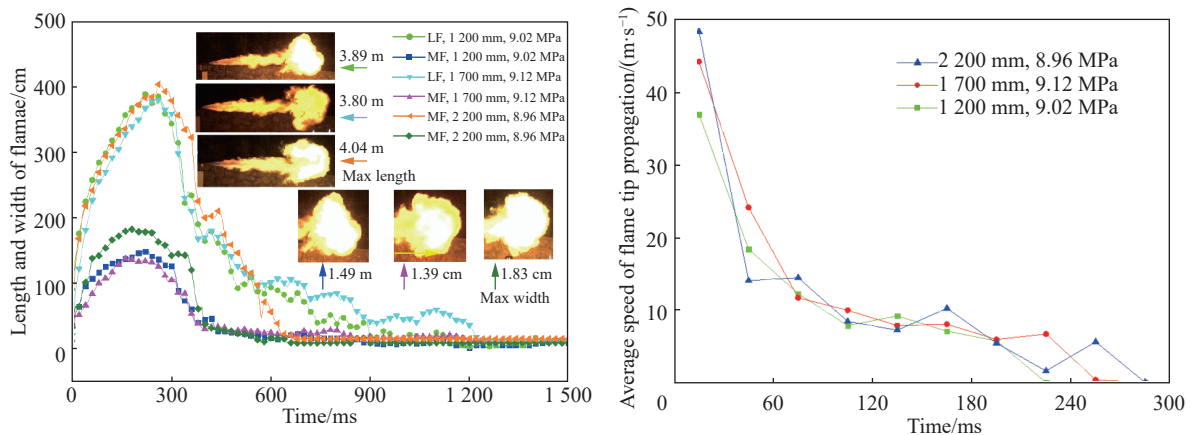 500
400
300
200
100
0
Length and width of flamae/cm
0
300
600
900
1 200
1 500
Time/ms
LF, 1 200 mm, 9.02 MPa
MF, 1 200 mm, 9.02 MPa
LF, 1 700 mm, 9.12 MPa
MF, 1 700 mm, 9.12 MPa
MF, 2 200 mm, 8.96 MPa
MF, 2 200 mm, 8.96 MPa
3.89 m
3.80 m
4.04 m
Max length
1.49 m
1.39 cm
1.83 cm
Max width
50
40
30
20
10
Average speed of flame tip propagation/(m·s⁻¹)
0
60
120
180
240
300
Time/ms
2 200 mm, 8.96 MPa
1 700 mm, 9.12 MPa
1 200 mm, 9.02 MPa